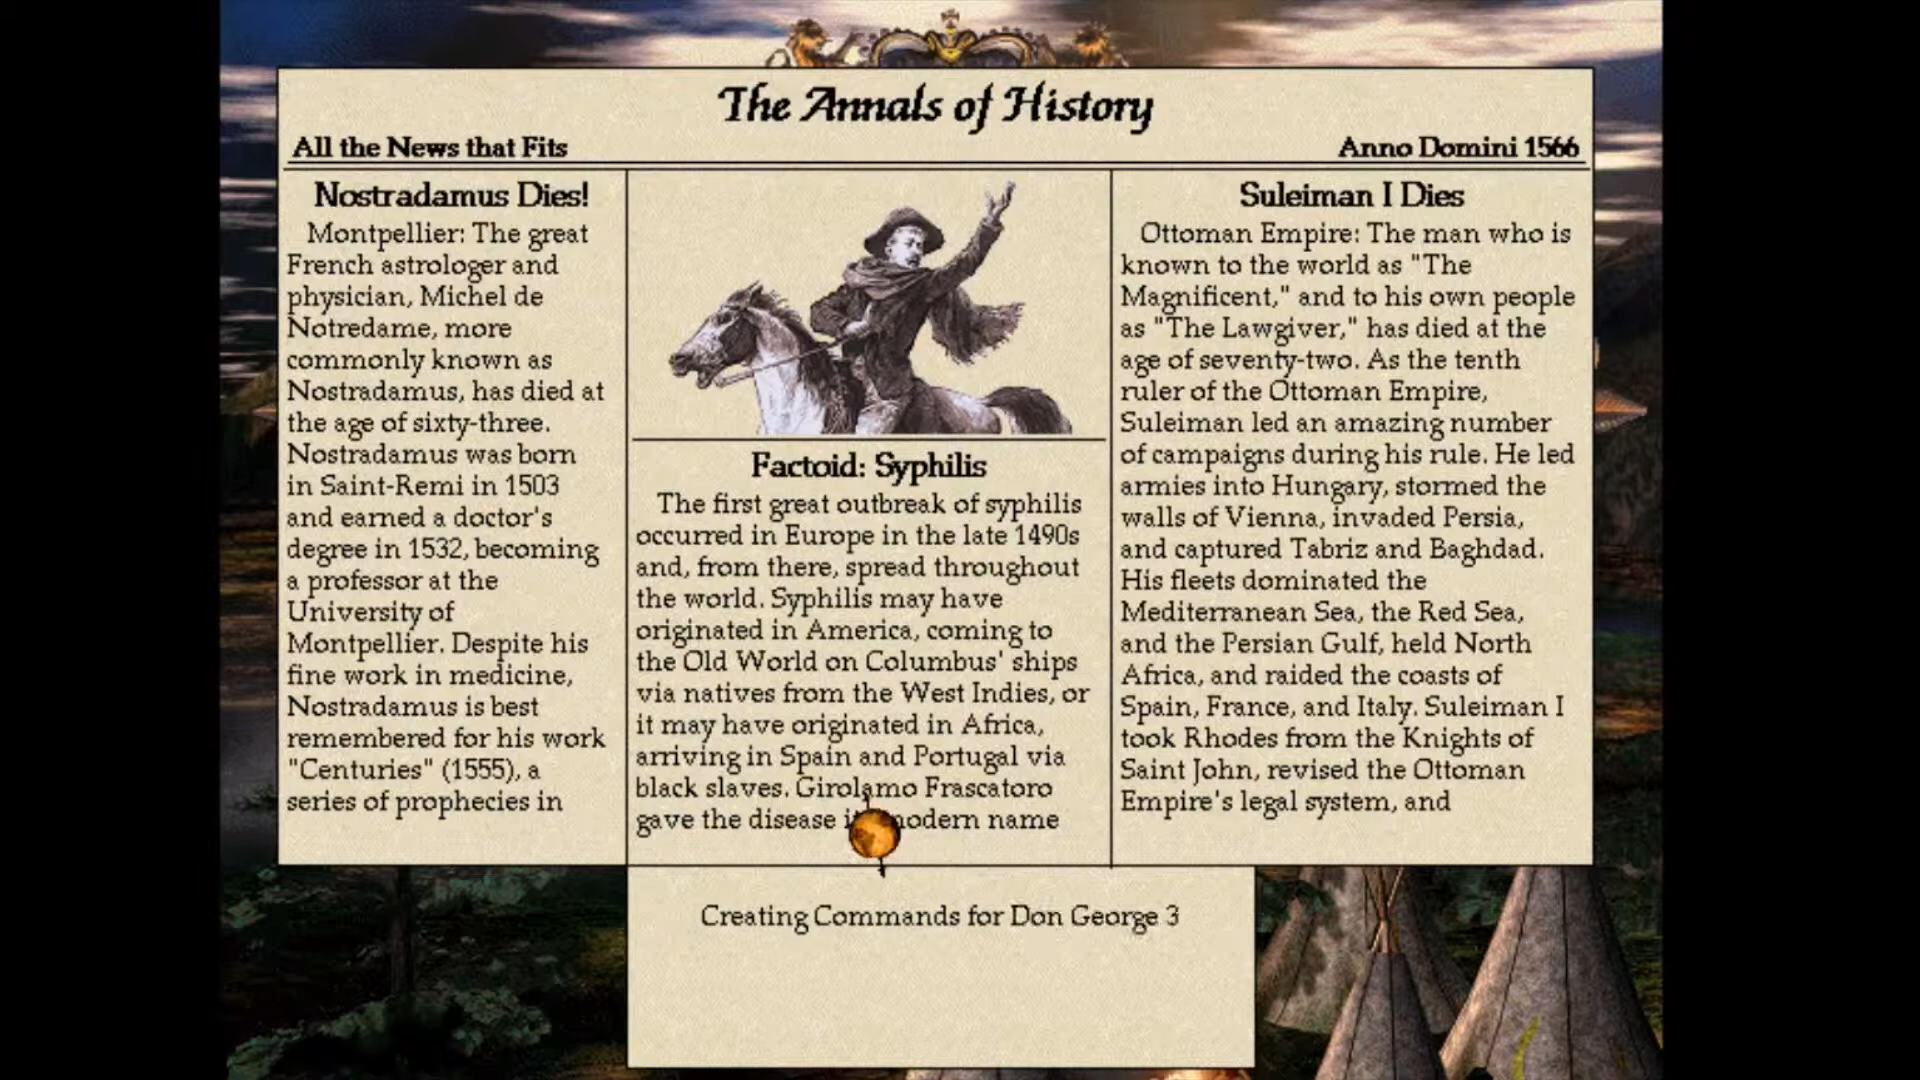 The Annals of History
All the News that Fits
Anno Domini 1566
Nostradamus Dies!
Montpellier: The great
French astrologer and
physician, Michel de
Notredame, more
commonly known as
Nostradamus, has died at
the age of sixty-three.
Nostradamus was born
in Saint-Remi in 1503
and earned a doctor's
degree in 1532, becoming
a professor at the
University of
Montpellier. Despite his
fine work in medicine,
Nostradamus is best
remembered for his work
"Centuries" (1555), a
series of prophecies in
Factoid: Syphilis
The first great outbreak of syphilis
occurred in Europe in the late 1490s
and, from there, spread throughout
the world. Syphilis may have
originated in America, coming to
the Old World on Columbus' ships
via natives from the West Indies, or
it may have originated in Africa,
arriving in Spain and Portugal via
black slaves. Girolamo Frascatoro
gave the disease modern name
Suleiman I Dies
Ottoman Empire: The man who is
known to the world as "The
Magnificent," and to his own people
as "The Lawgiver," has died at the
age of seventy-two. As the tenth
ruler of the Ottoman Empire,
Suleiman led an amazing number
of campaigns during his rule. He led
armies into Hungary, stormed the
walls of Vienna, invaded Persia,
and captured Tabriz and Baghdad.
His fleets dominated the
Mediterranean Sea, the Red Sea,
and the Persian Gulf, held North
Africa, and raided the coasts of
Spain, France, and Italy. Suleiman I
took Rhodes from the Knights of
Saint John, revised the Ottoman
Empire's legal system, and
Creating Commands for Don George 3